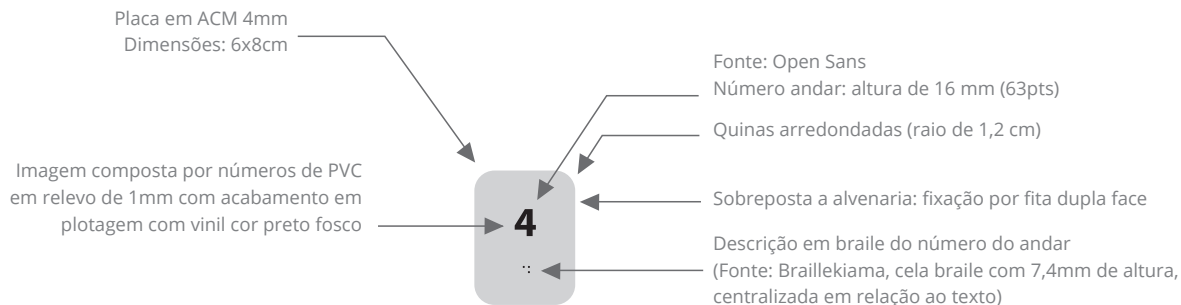 Placa em ACM 4mm
Dimensões: 6x8cm
Fonte: Open Sans
Número andar: altura de 16 mm (63pts)
Quinas arredondadas (raio de 1,2 cm)
Imagem composta por números de PVC
em relevo de 1mm com acabamento em
plotagem com vinil cor preto fosco
Sobreposta a alvenaria: fixação por fita dupla face
4
Descrição em braile do número do andar
(Fonte: Braillekiama, cela braile com 7,4mm de altura,
centralizada em relação ao texto)